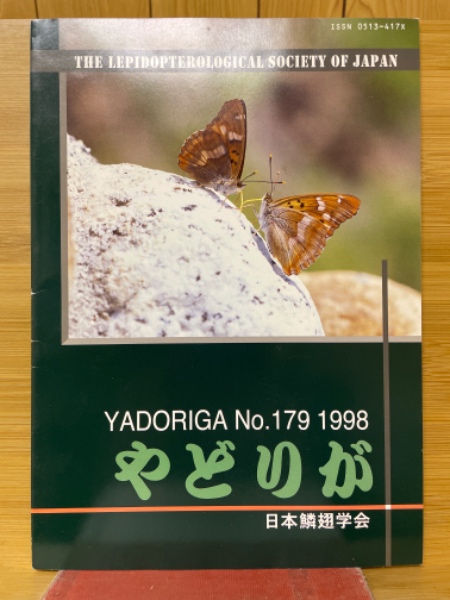 ISSN 0513-417X
THE LEPIDOPTEROLOGICAL SOCIETY OF JAPAN
YADORIGA No.179 1998
やどりが
日本鱗翅学会